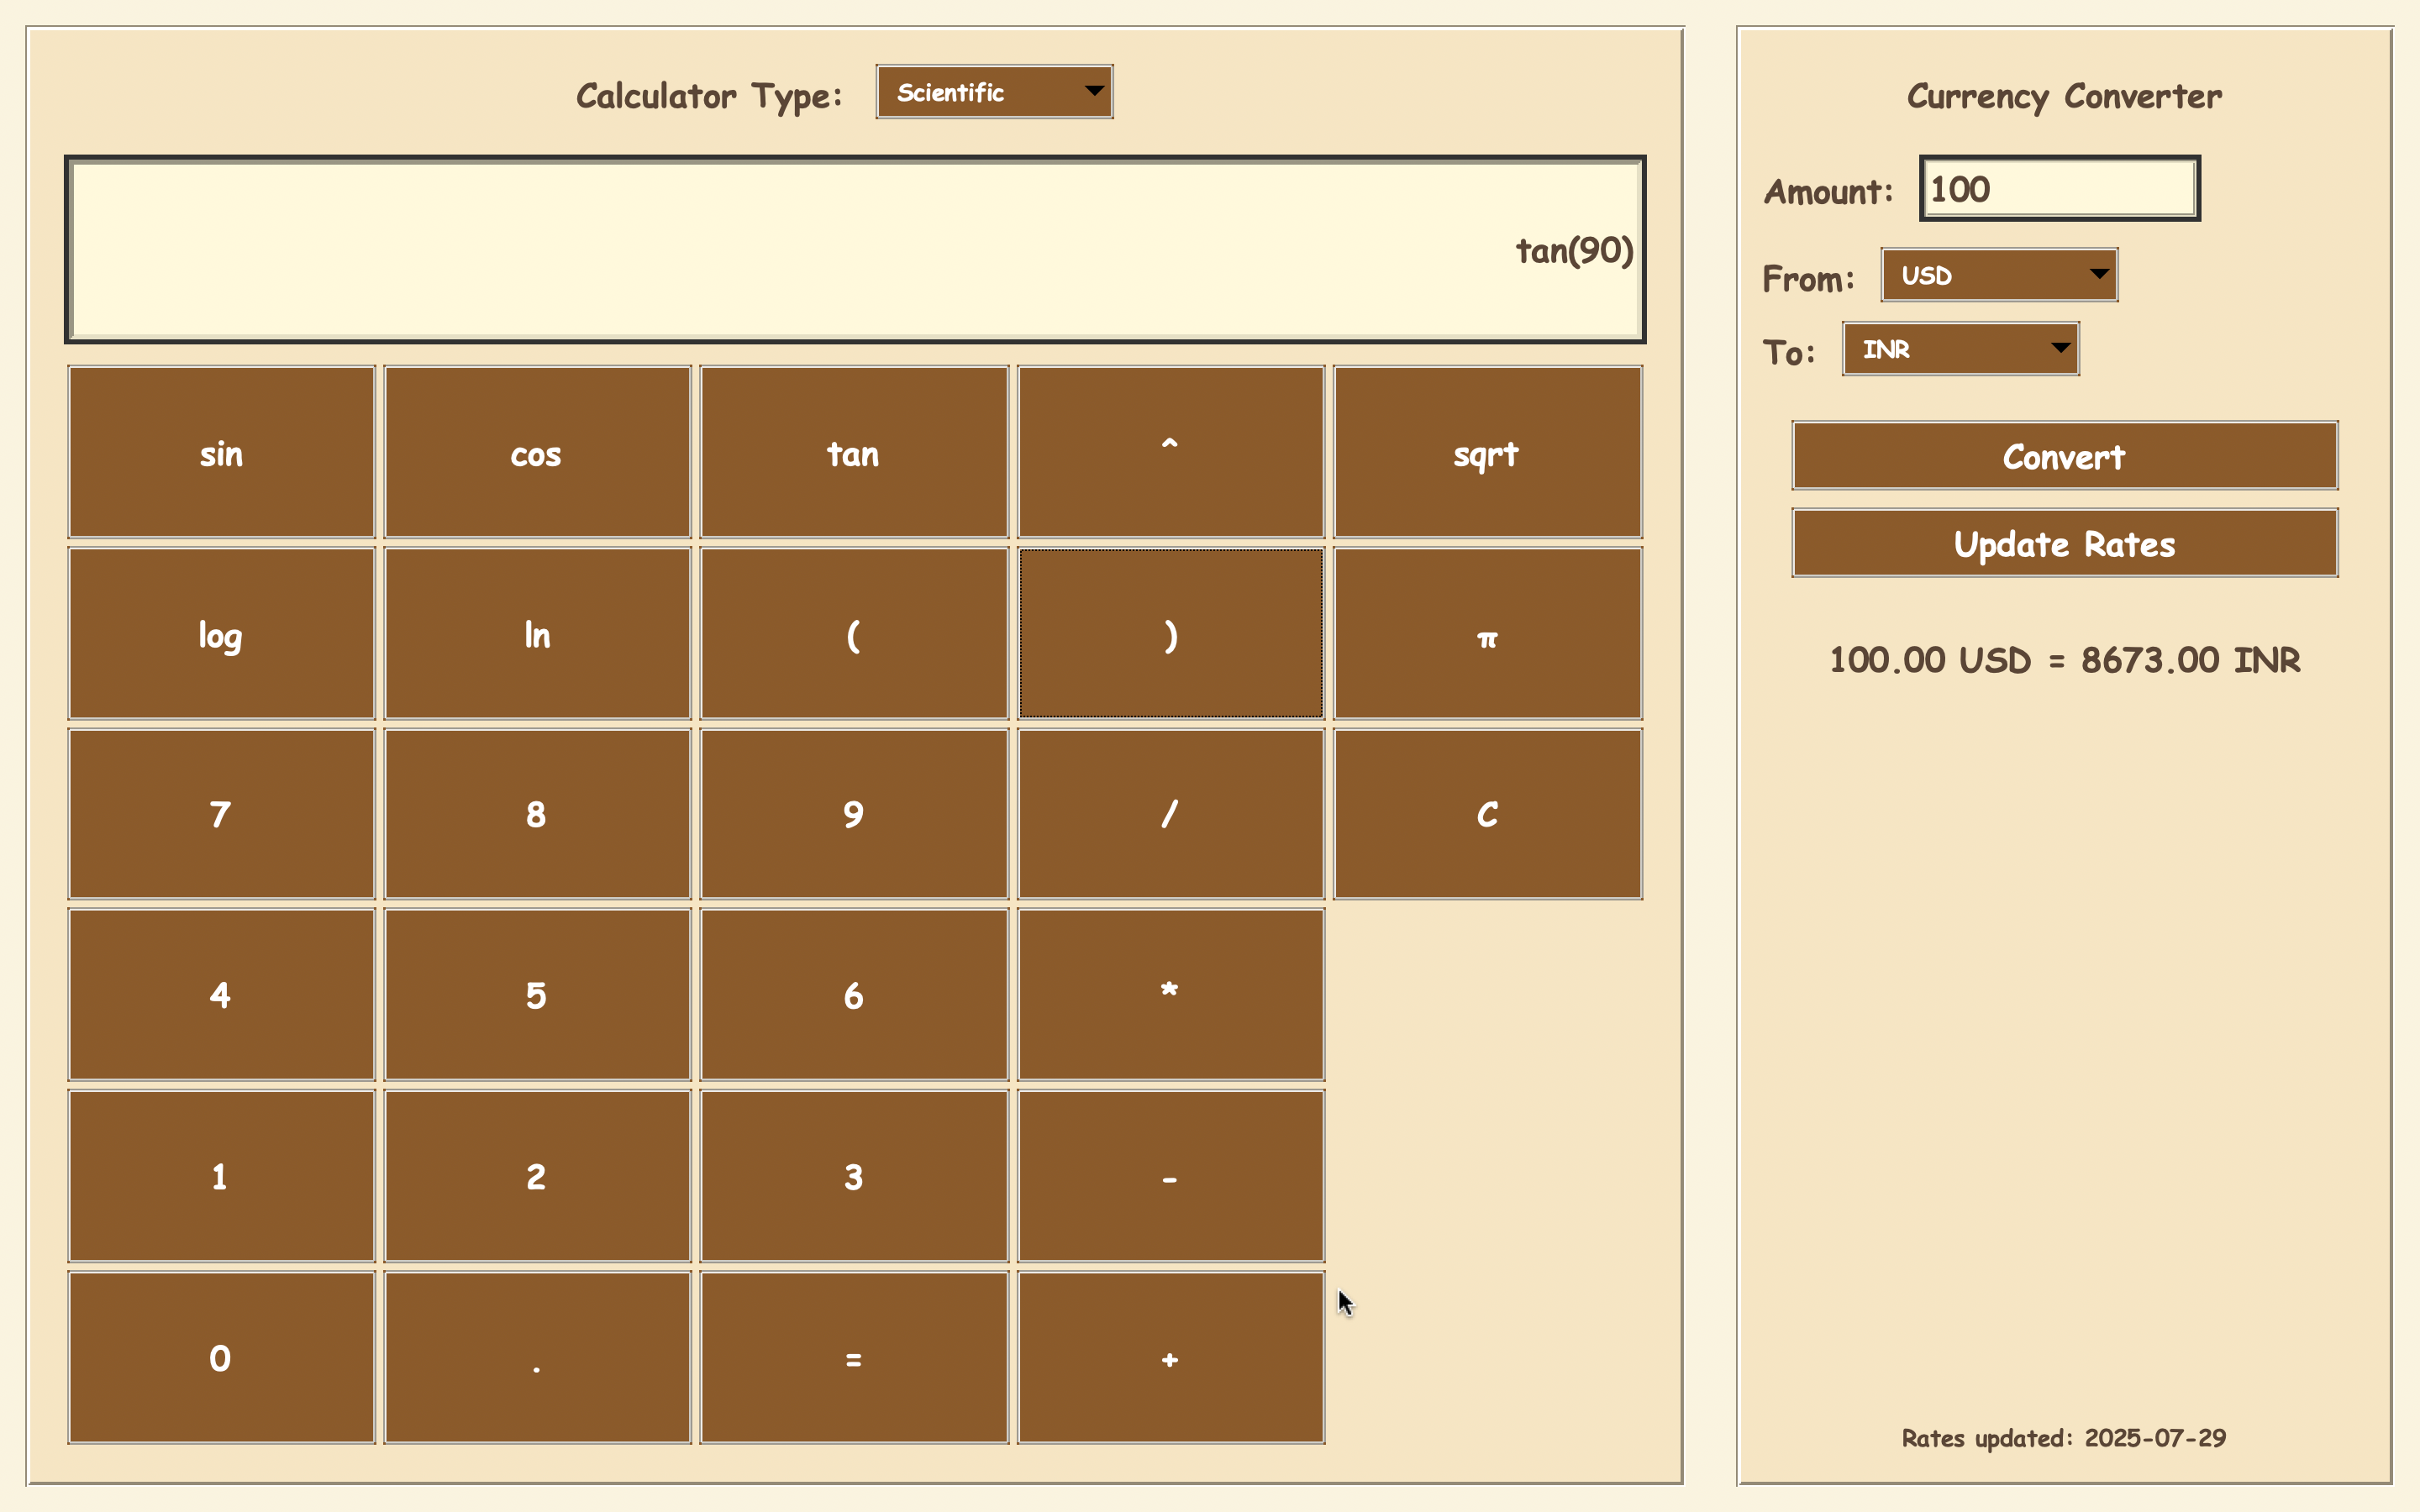 Calculator Type: Scientific
tan(90)
sin cos tan ^ sqrt
log ln ( ) π
7 8 9 / C
4 5 6 *
1 2 3 -
0 . = +
Currency Converter
Amount: 100
From: USD
To: INR
Convert
Update Rates
100.00 USD = 8673.00 INR
Rates updated: 2025-07-29